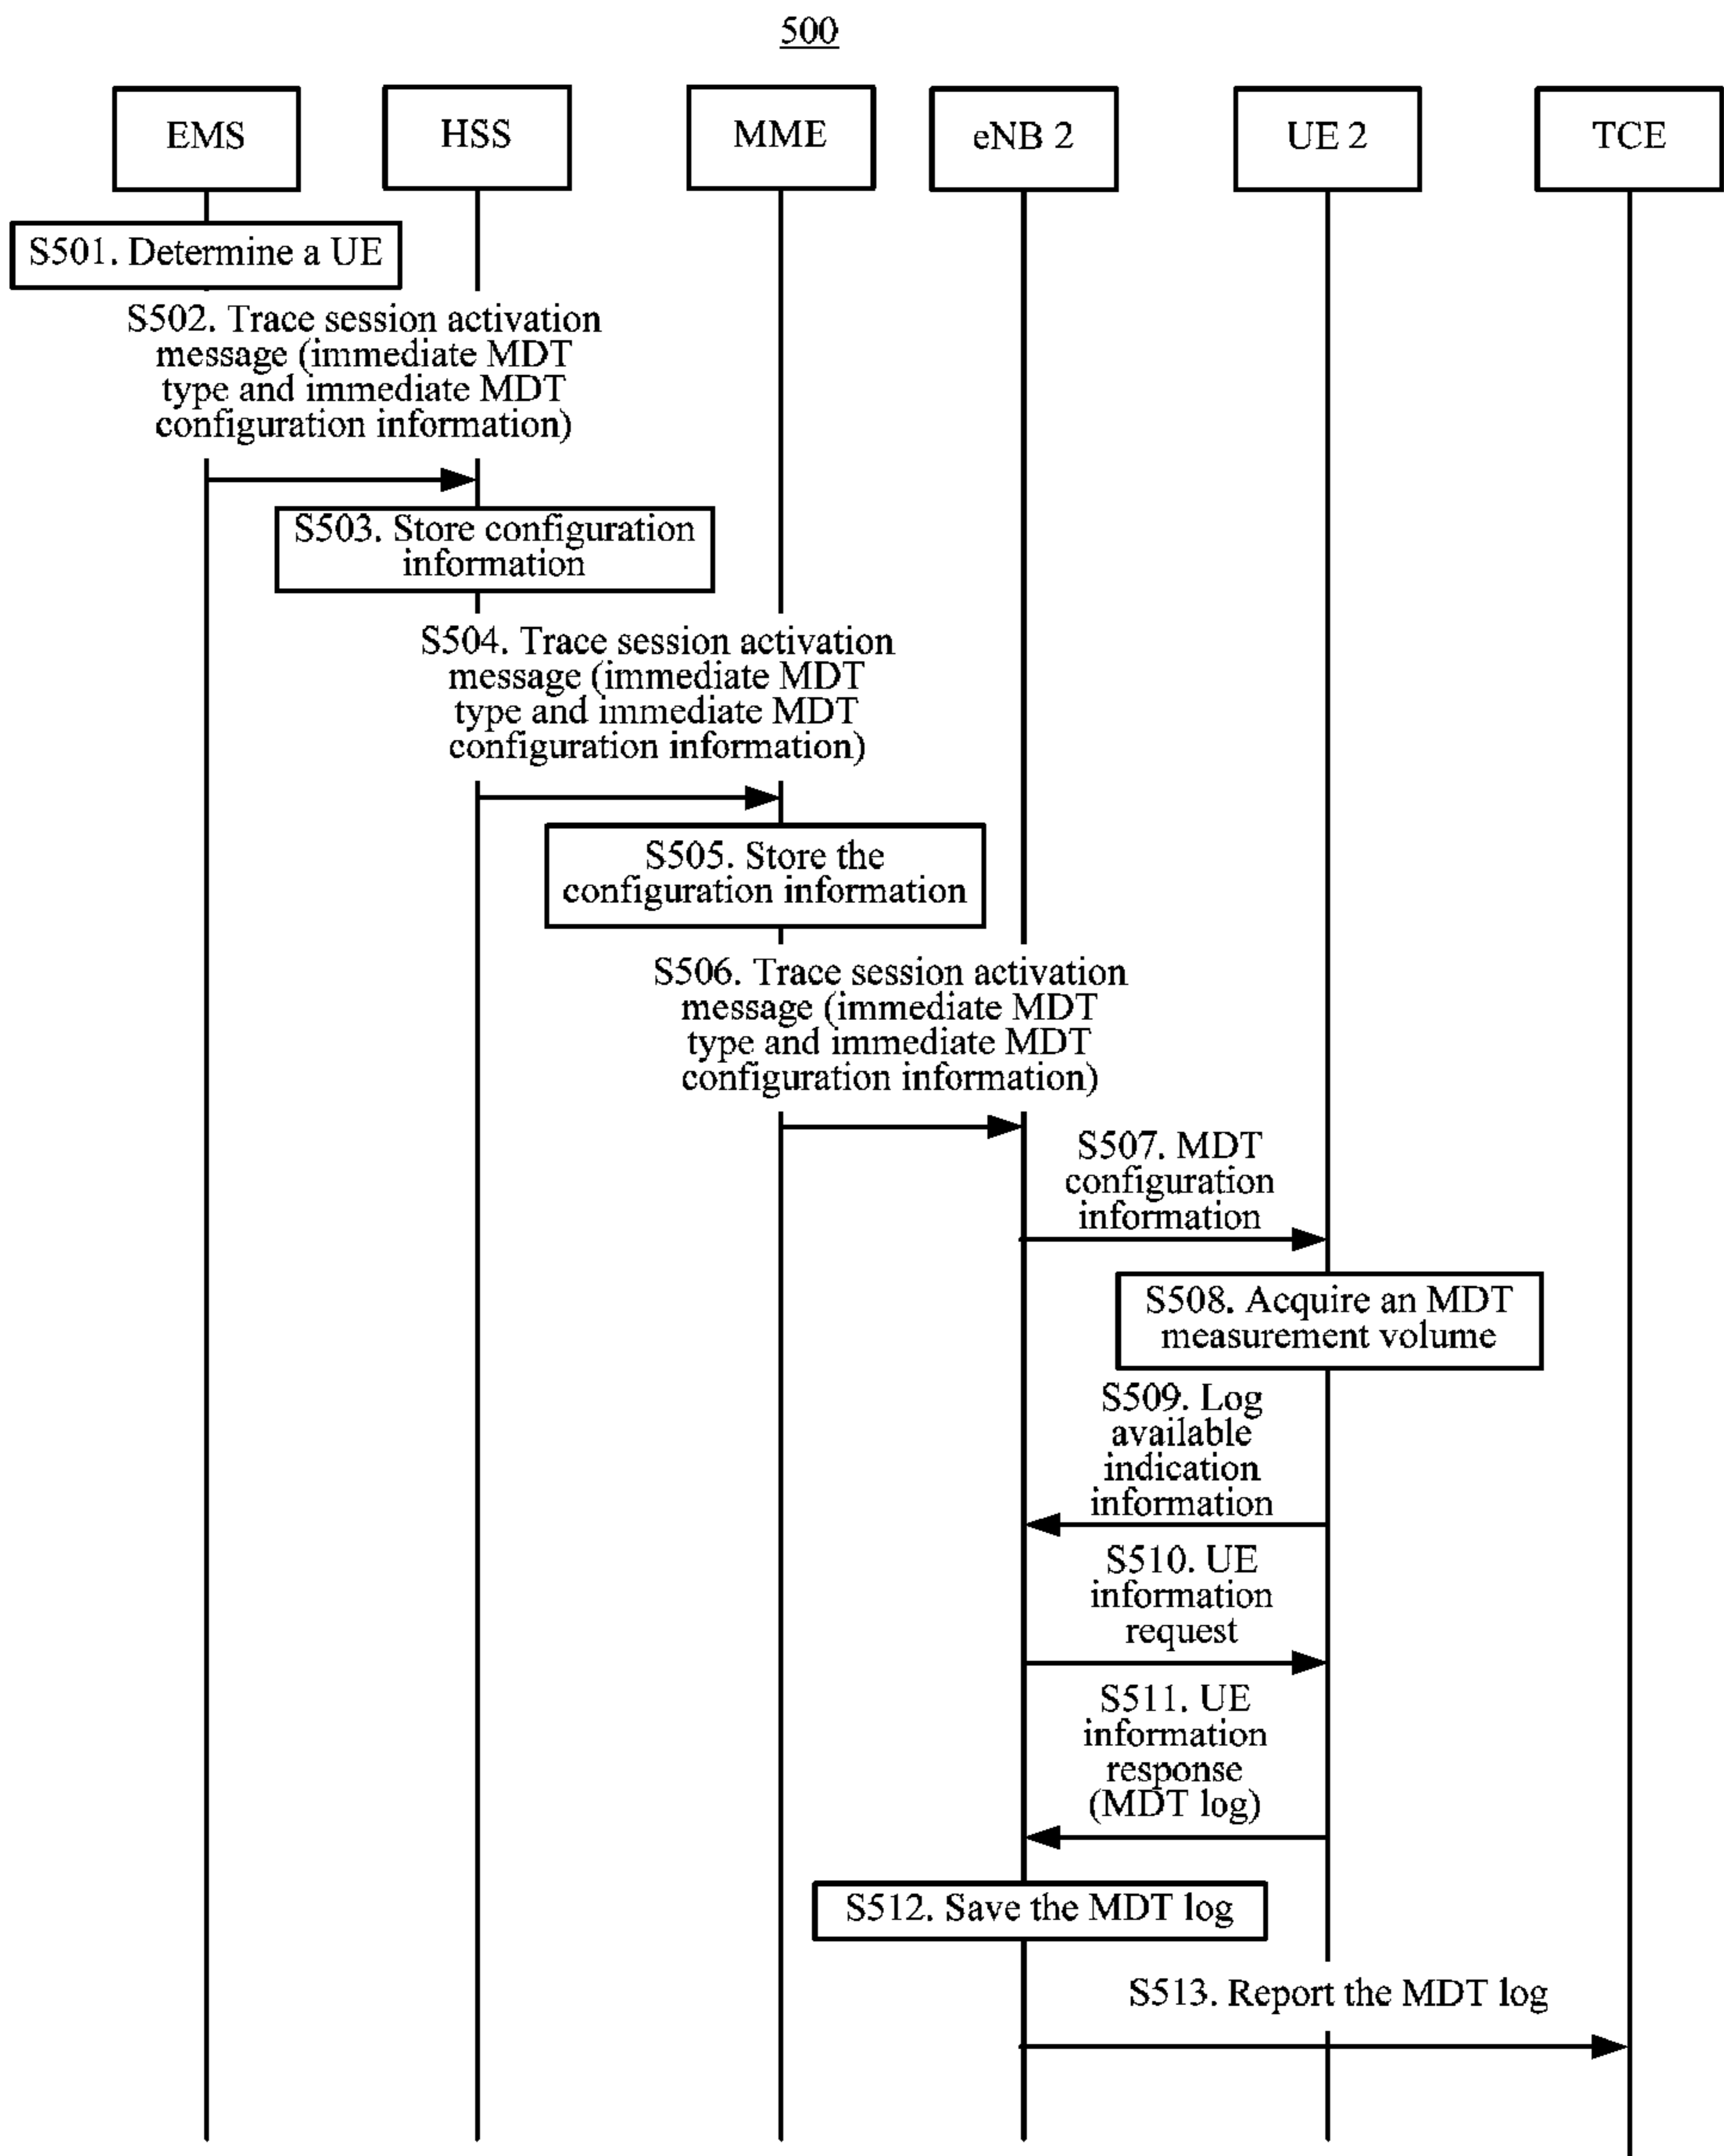 500
EMS
HSS
MME
eNB 2
UE 2
TCE
S501. Determine a UE
S502. Trace session activation
message (immediate MDT
type and immediate MDT
configuration information)
S503. Store configuration
information
S504. Trace session activation
message (immediate MDT
type and immediate MDT
configuration information)
S505. Store the
configuration information
S506. Trace session activation
message (immediate MDT
type and immediate MDT
configuration information)
S507. MDT
configuration
information
S508. Acquire an MDT
measurement volume
S509. Log
available
indication
information
S510. UE
information
request
S511. UE
information
response
(MDT log)
S512. Save the MDT log
S513. Report the MDT log